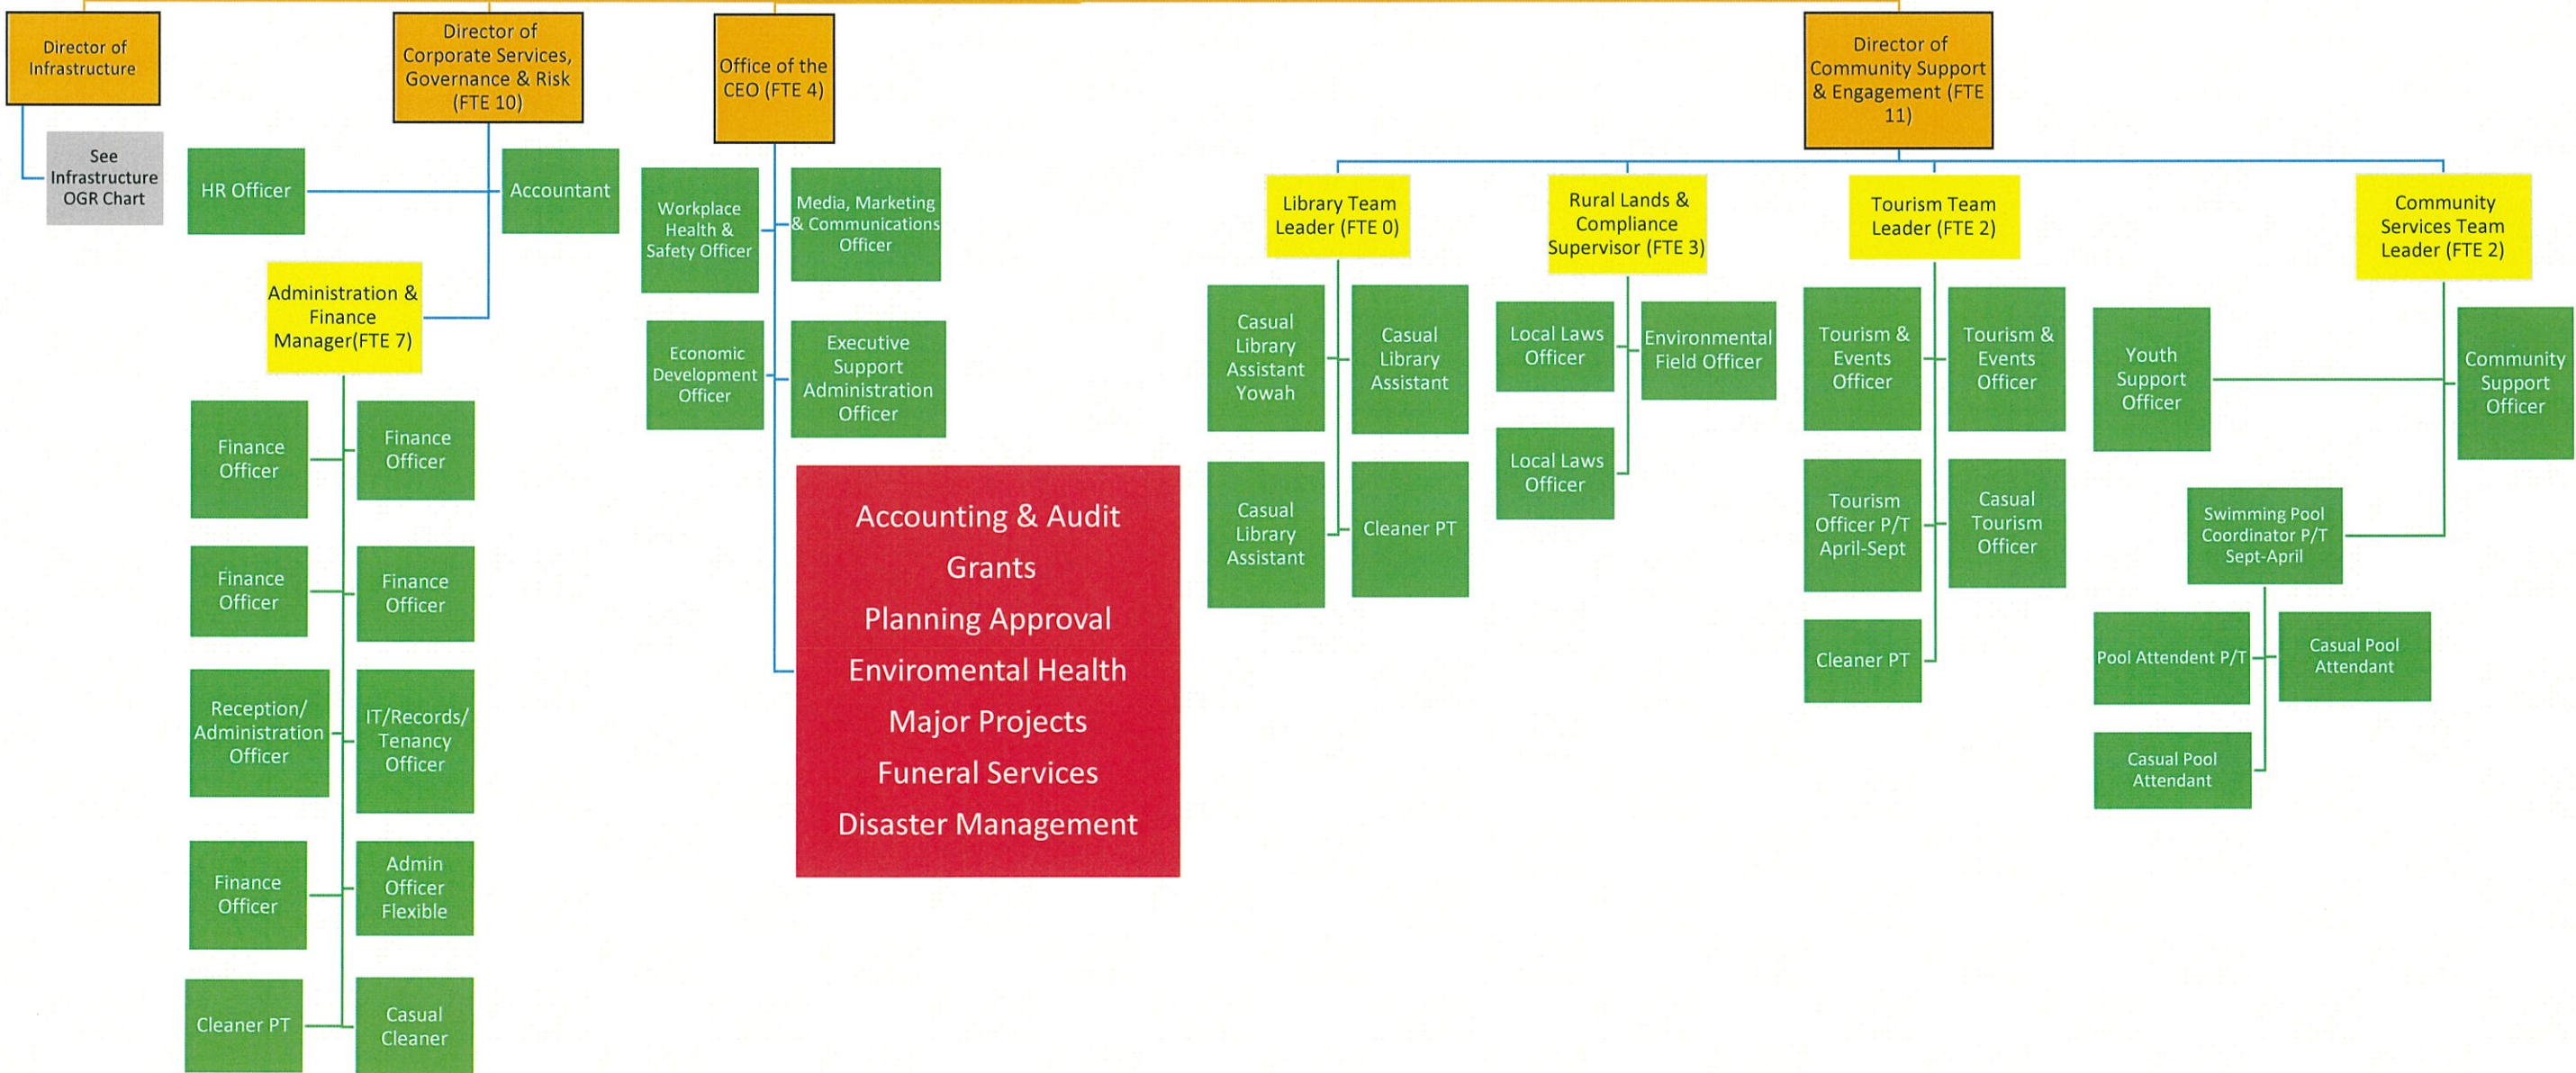 Director of
Infrastructure
See
Infrastructure
OGR Chart
Director of
Corporate Services,
Governance & Risk
(FTE 10)
HR Officer
Accountant
Administration &
Finance
Manager(FTE 7)
Finance
Officer
Finance
Officer
Finance
Officer
Finance
Officer
Reception/
Administration
Officer
IT/Records/
Tenancy
Officer
Finance
Officer
Admin
Officer
Flexible
Cleaner PT
Casual
Cleaner
Office of the
CEO (FTE 4)
Workplace
Health &
Safety Officer
Media, Marketing
& Communications
Officer
Economic
Development
Officer
Executive
Support
Administration
Officer
Accounting & Audit
Grants
Planning Approval
Enviromental Health
Major Projects
Funeral Services
Disaster Management
Director of
Community Support
& Engagement (FTE
11)
Library Team
Leader (FTE 0)
Casual
Library
Assistant
Yowah
Casual
Library
Assistant
Casual
Library
Assistant
Cleaner PT
Rural Lands &
Compliance
Supervisor (FTE 3)
Local Laws
Officer
Environmental
Field Officer
Local Laws
Officer
Tourism Team
Leader (FTE 2)
Tourism &
Events
Officer
Tourism &
Events
Officer
Tourism
Officer P/T
April-Sept
Casual
Tourism
Officer
Cleaner PT
Community
Services Team
Leader (FTE 2)
Youth
Support
Officer
Community
Support
Officer
Swimming Pool
Coordinator P/T
Sept-April
Pool Attendent P/T
Casual Pool
Attendant
Casual Pool
Attendant